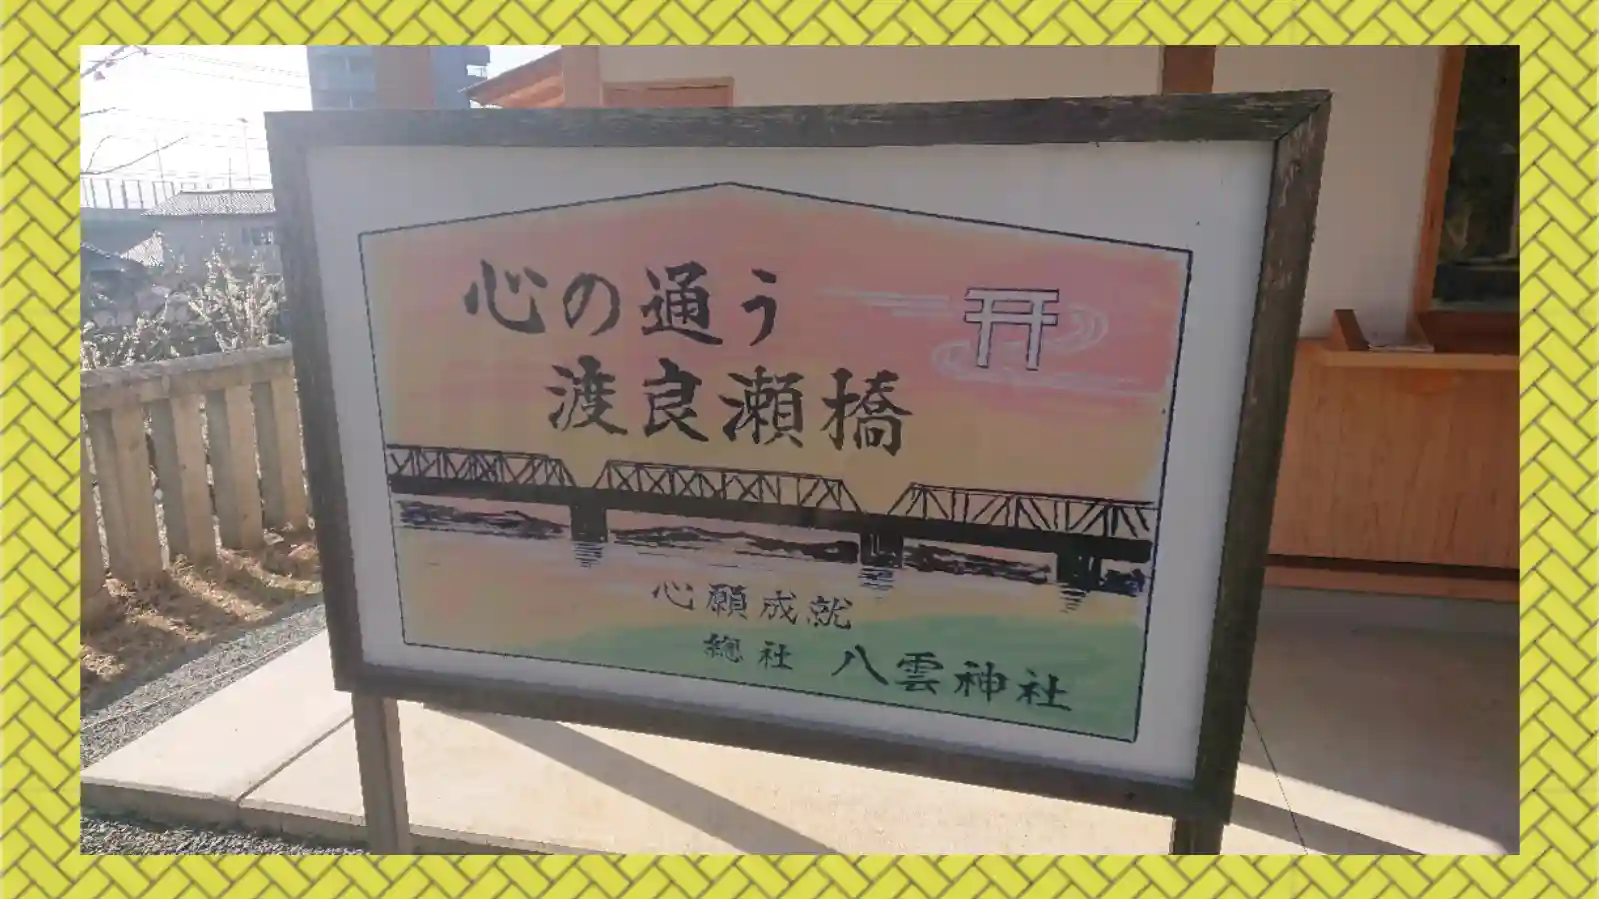 心の通う
渡良瀬橋
心願成就
總社 八雲神社